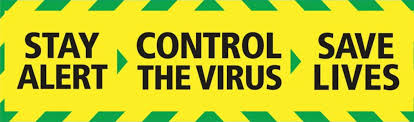 STAY
ALERT
CONTROL
THE VIRUS
SAVE
LIVES